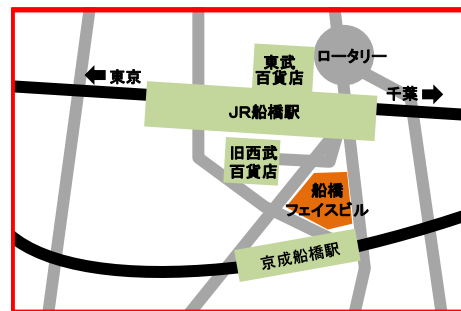 ロータリー
東武
百貨店
東京
千葉
JR船橋駅
旧西武
百貨店
船橋
フェイスビル
京成船橋駅